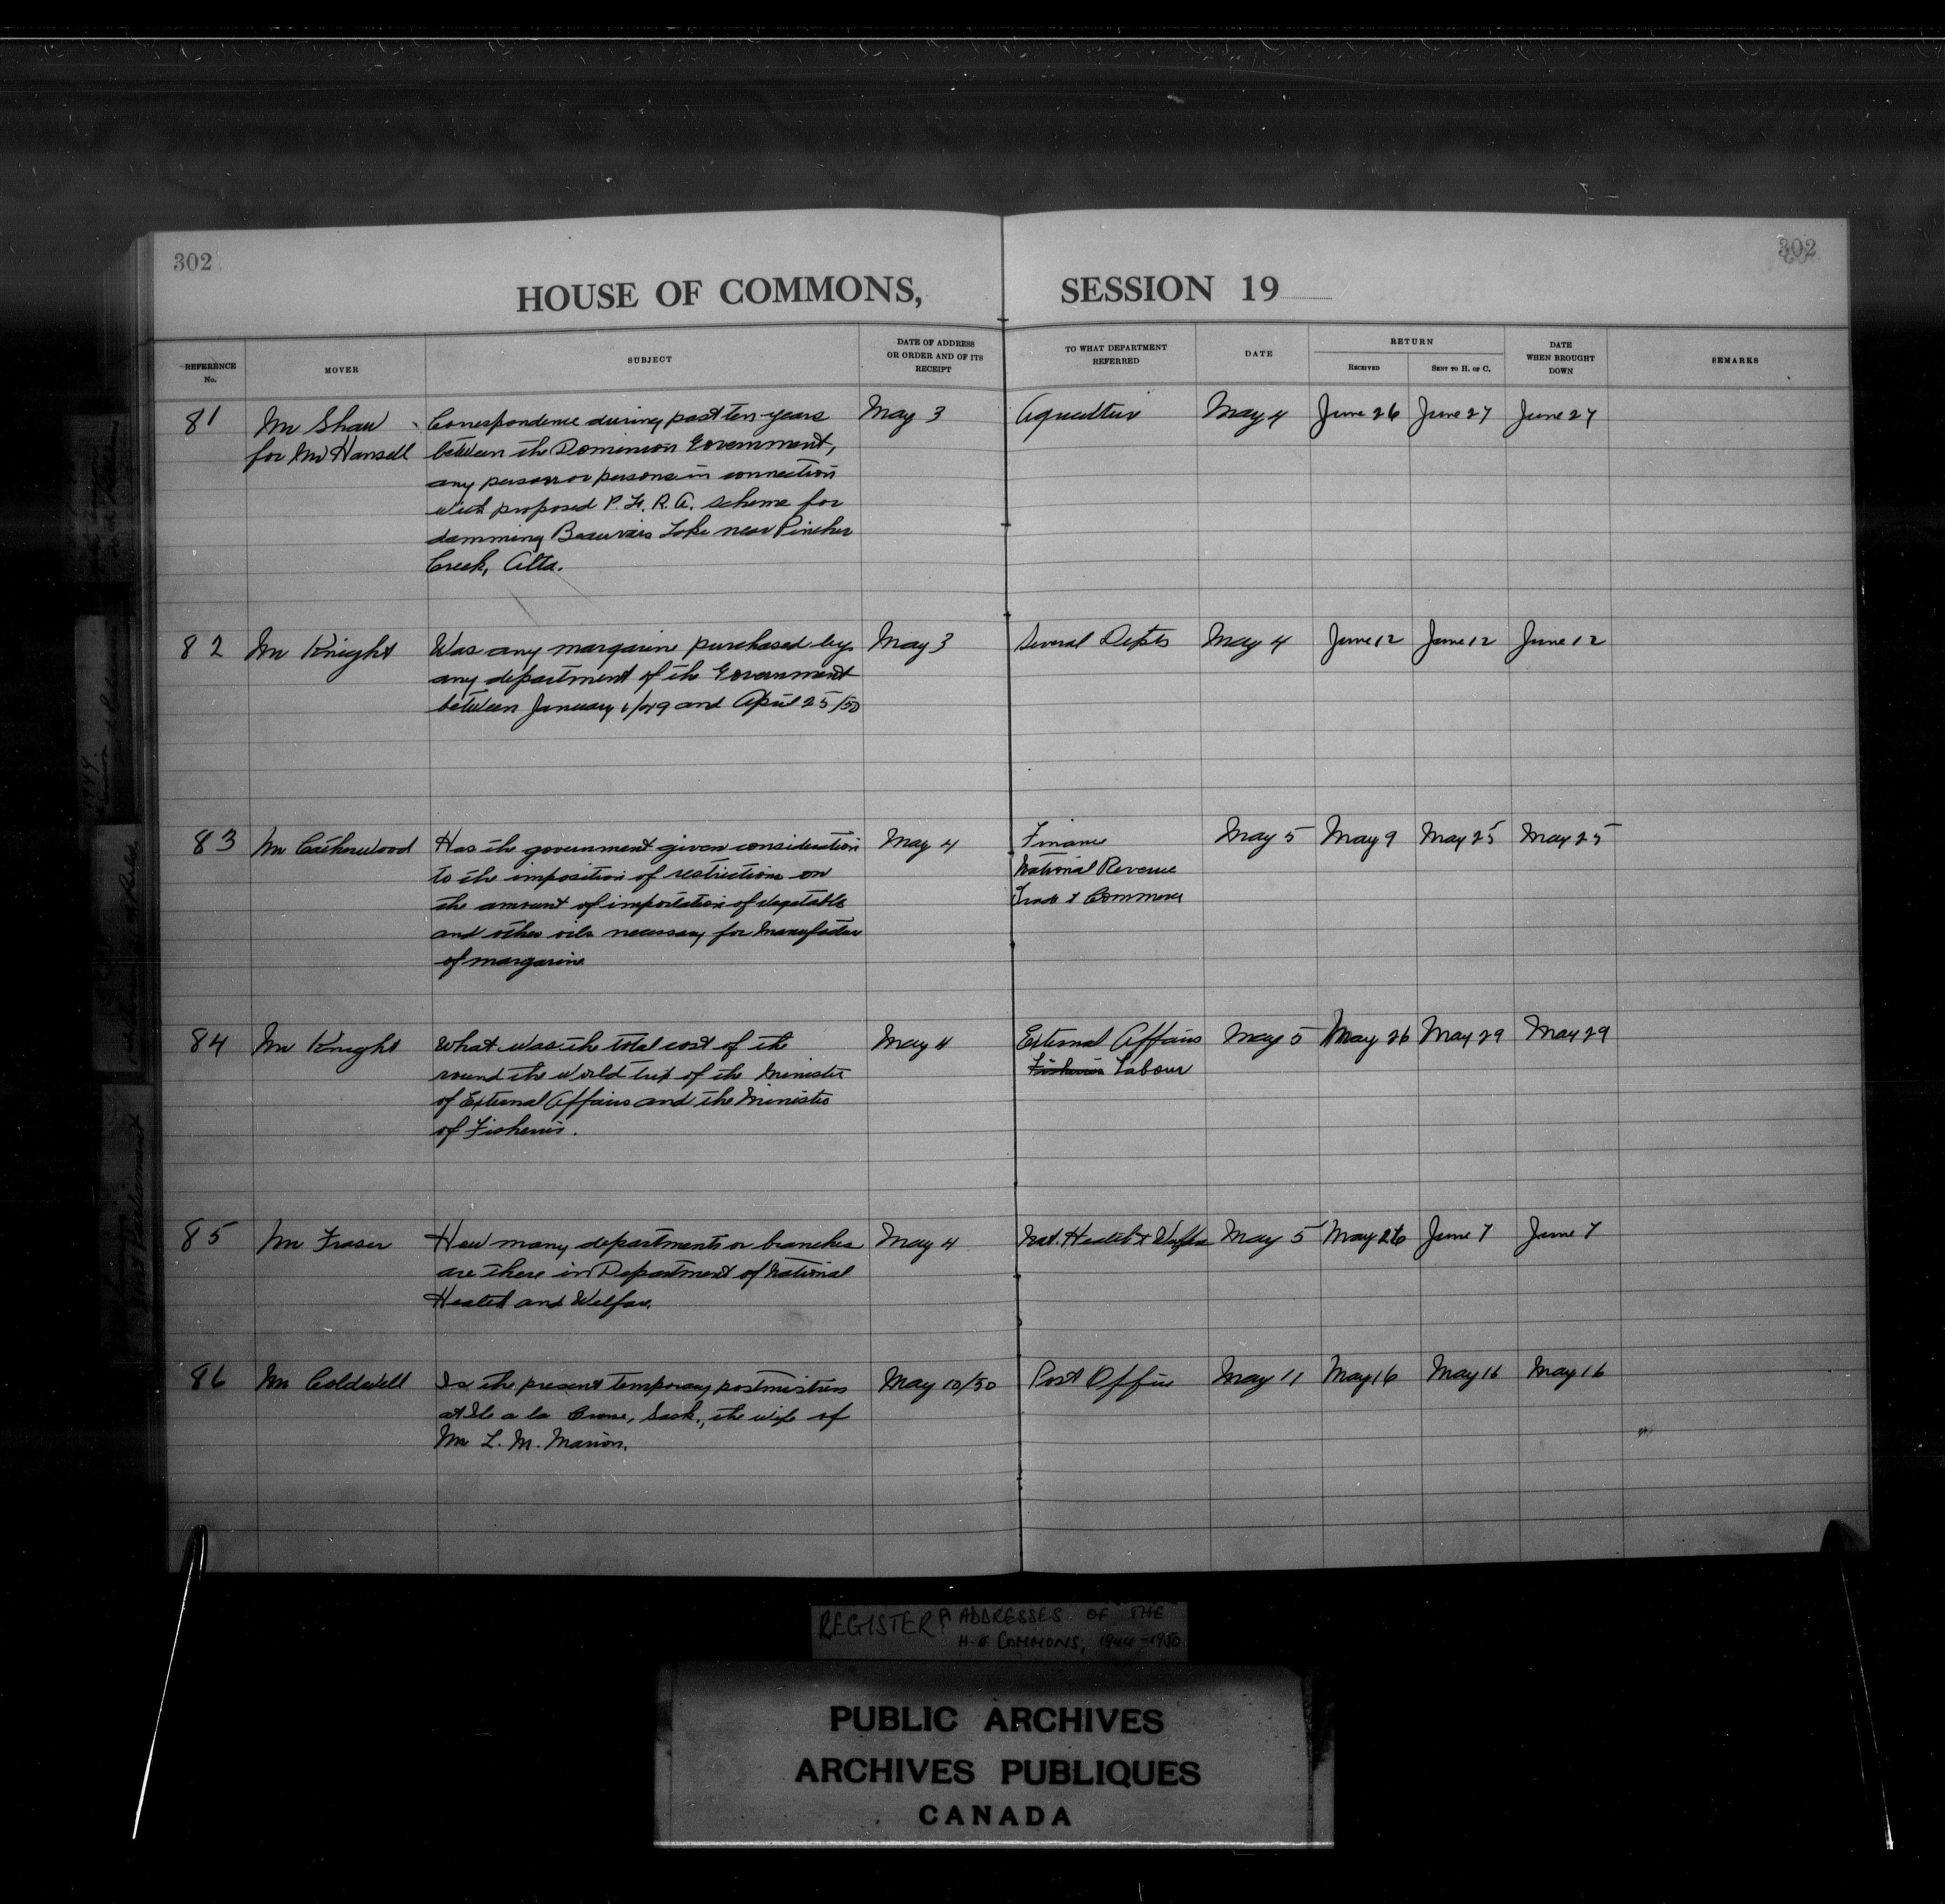 302
302
HOUSE OF COMMONS, SESSION 19
REFERENCE No.
MOVER
SUBJECT
DATE OF ADDRESS OR ORDER AND OF ITS RECEIPT
TO WHAT DEPARTMENT REFERRED
DATE
RETURN
RECEIVED
SENT TO H. OF C.
DATE WHEN BROUGHT DOWN
REMARKS
81 Mr Shaw Correspondence during past ten years May 3 Agriculture May 4 June 26 June 27 June 27
for Mr Hansell between the Dominion Government,
any person or persons in connection
with proposed P. F. R. A. scheme for
damming Beauvais Lake near Pincher
Creek, Alta.
82 Mr Knight Was any margarine purchased by May 3 Several Depts May 4 June 12 June 12 June 12
any department of the Government
between January 1/49 and April 25/50
83 Mr Catherwood Has the government given consideration May 4 Finance May 5 May 9 May 25 May 25
to the imposition of restrictions on National Revenue
the amount of importation of vegetable Trade & Commerce
and other oils necessary for manufacture
of margarine
84 Mr Knight What was the total cost of the May 4 External Affairs May 5 May 26 May 29 May 29
round the world trip of the Minister Fisheries Labour
of External Affairs and the Minister
of Fisheries.
85 Mr Fraser How many departments or branches May 4 Nat. Health & Welfare May 5 May 26 June 7 June 7
are there in Department of National
Health and Welfare.
86 Mr Coldwell Is the present temporary postmistress May 10/50 Post Office May 11 May 16 May 16 May 16
at Ile a la Crosse, Sask., the wife of
Mr L. M. Marion.
REGISTER OF ADDRESSES OF THE
H. OF COMMONS, 1944-1950
PUBLIC ARCHIVES
ARCHIVES PUBLIQUES
CANADA